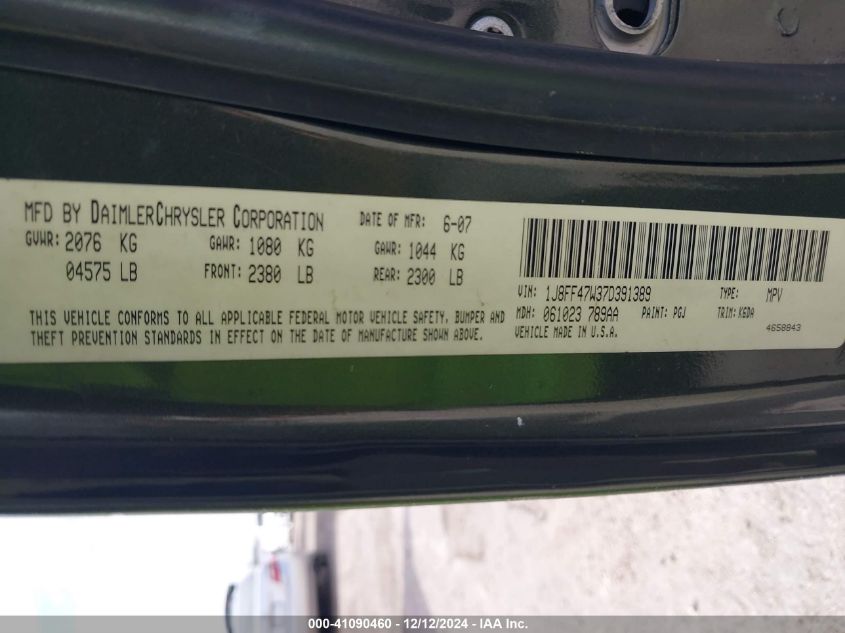 MFD BY DAIMLERCHRYSLER CORPORATION DATE OF MFR: 6-07
GVWR: 2076 KG GAWR: 1080 KG GAWR: 1044 KG
04575 LB FRONT: 2380 LB REAR: 2300 LB
THIS VEHICLE CONFORMS TO ALL APPLICABLE FEDERAL MOTOR VEHICLE SAFETY, BUMPER AND
THEFT PREVENTION STANDARDS IN EFFECT ON THE DATE OF MANUFACTURE SHOWN ABOVE.
VIN: 1J8FF47W37D391389 TYPE: MPV
MDH: 061023 789AA PAINT: PGJ TRIM: K6DA
VEHICLE MADE IN U.S.A. 4658843
000-41090460 - 12/12/2024 - IAA Inc.